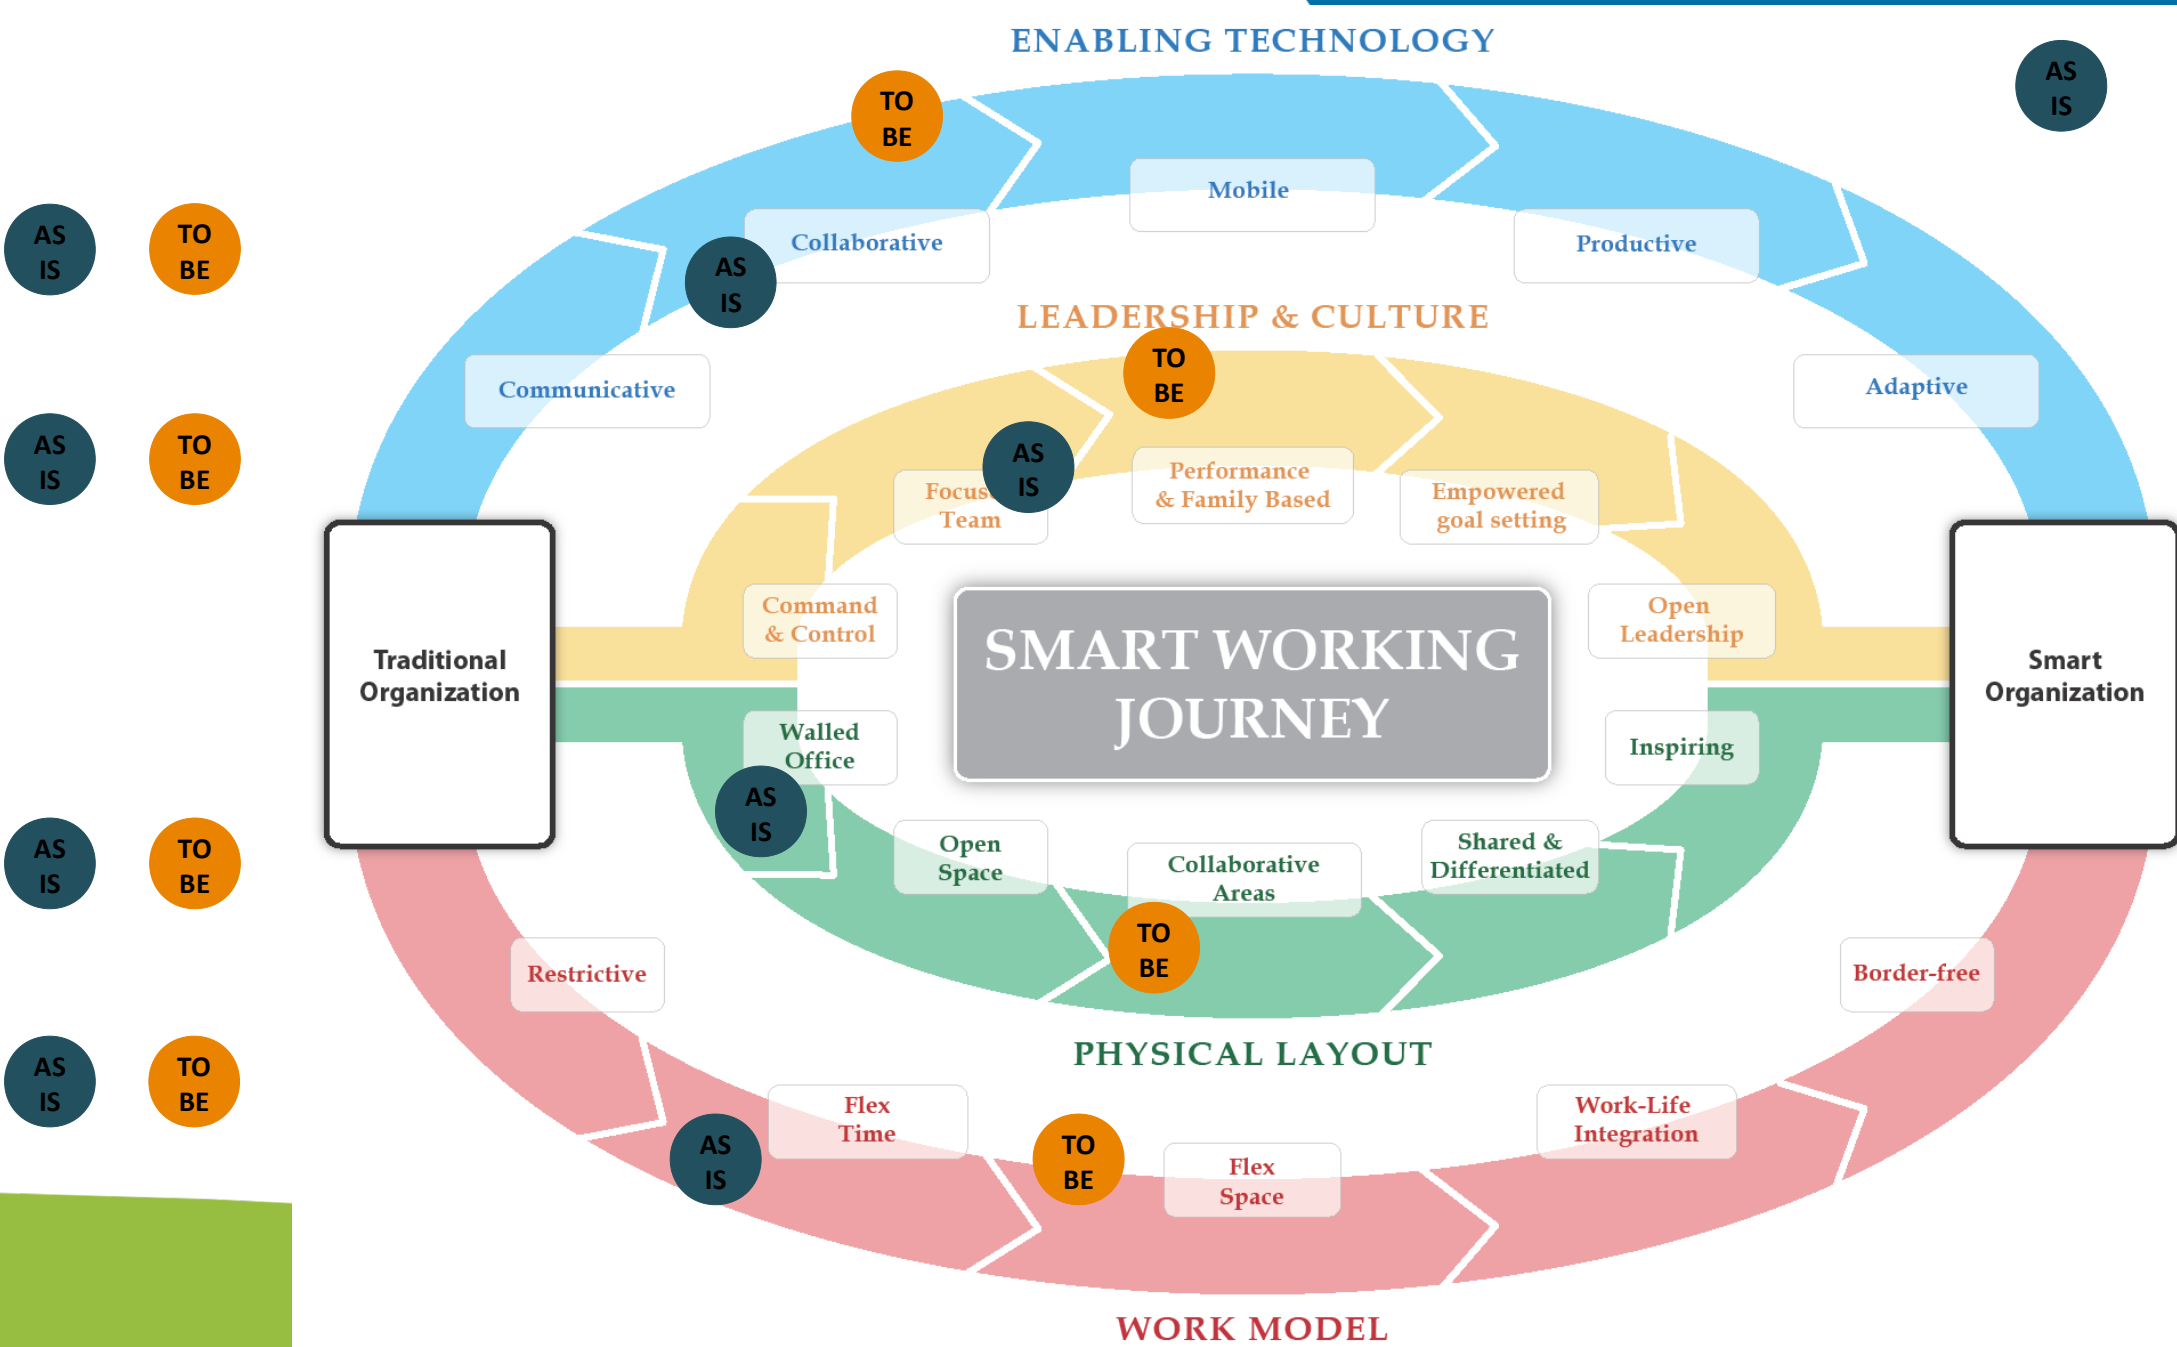 ENABLING TECHNOLOGY
AS
IS
TO
BE
Mobile
Collaborative
Productive
AS
IS
TO
BE
AS
IS
LEADERSHIP & CULTURE
TO
BE
Communicative
Adaptive
AS
IS
TO
BE
AS
IS
Performance
& Family Based
Team
Empowered
goal setting
Command
& Control
Open
Leadership
SMART WORKING
JOURNEY
Traditional
Organization
Smart
Organization
Walled
Office
Inspiring
AS
IS
Open
Space
Collaborative
Areas
Shared &
Differentiated
AS
IS
TO
BE
TO
BE
Restrictive
Border-free
PHYSICAL LAYOUT
AS
IS
TO
BE
Flex
Time
Work-Life
Integration
AS
IS
TO
BE
Flex
Space
WORK MODEL